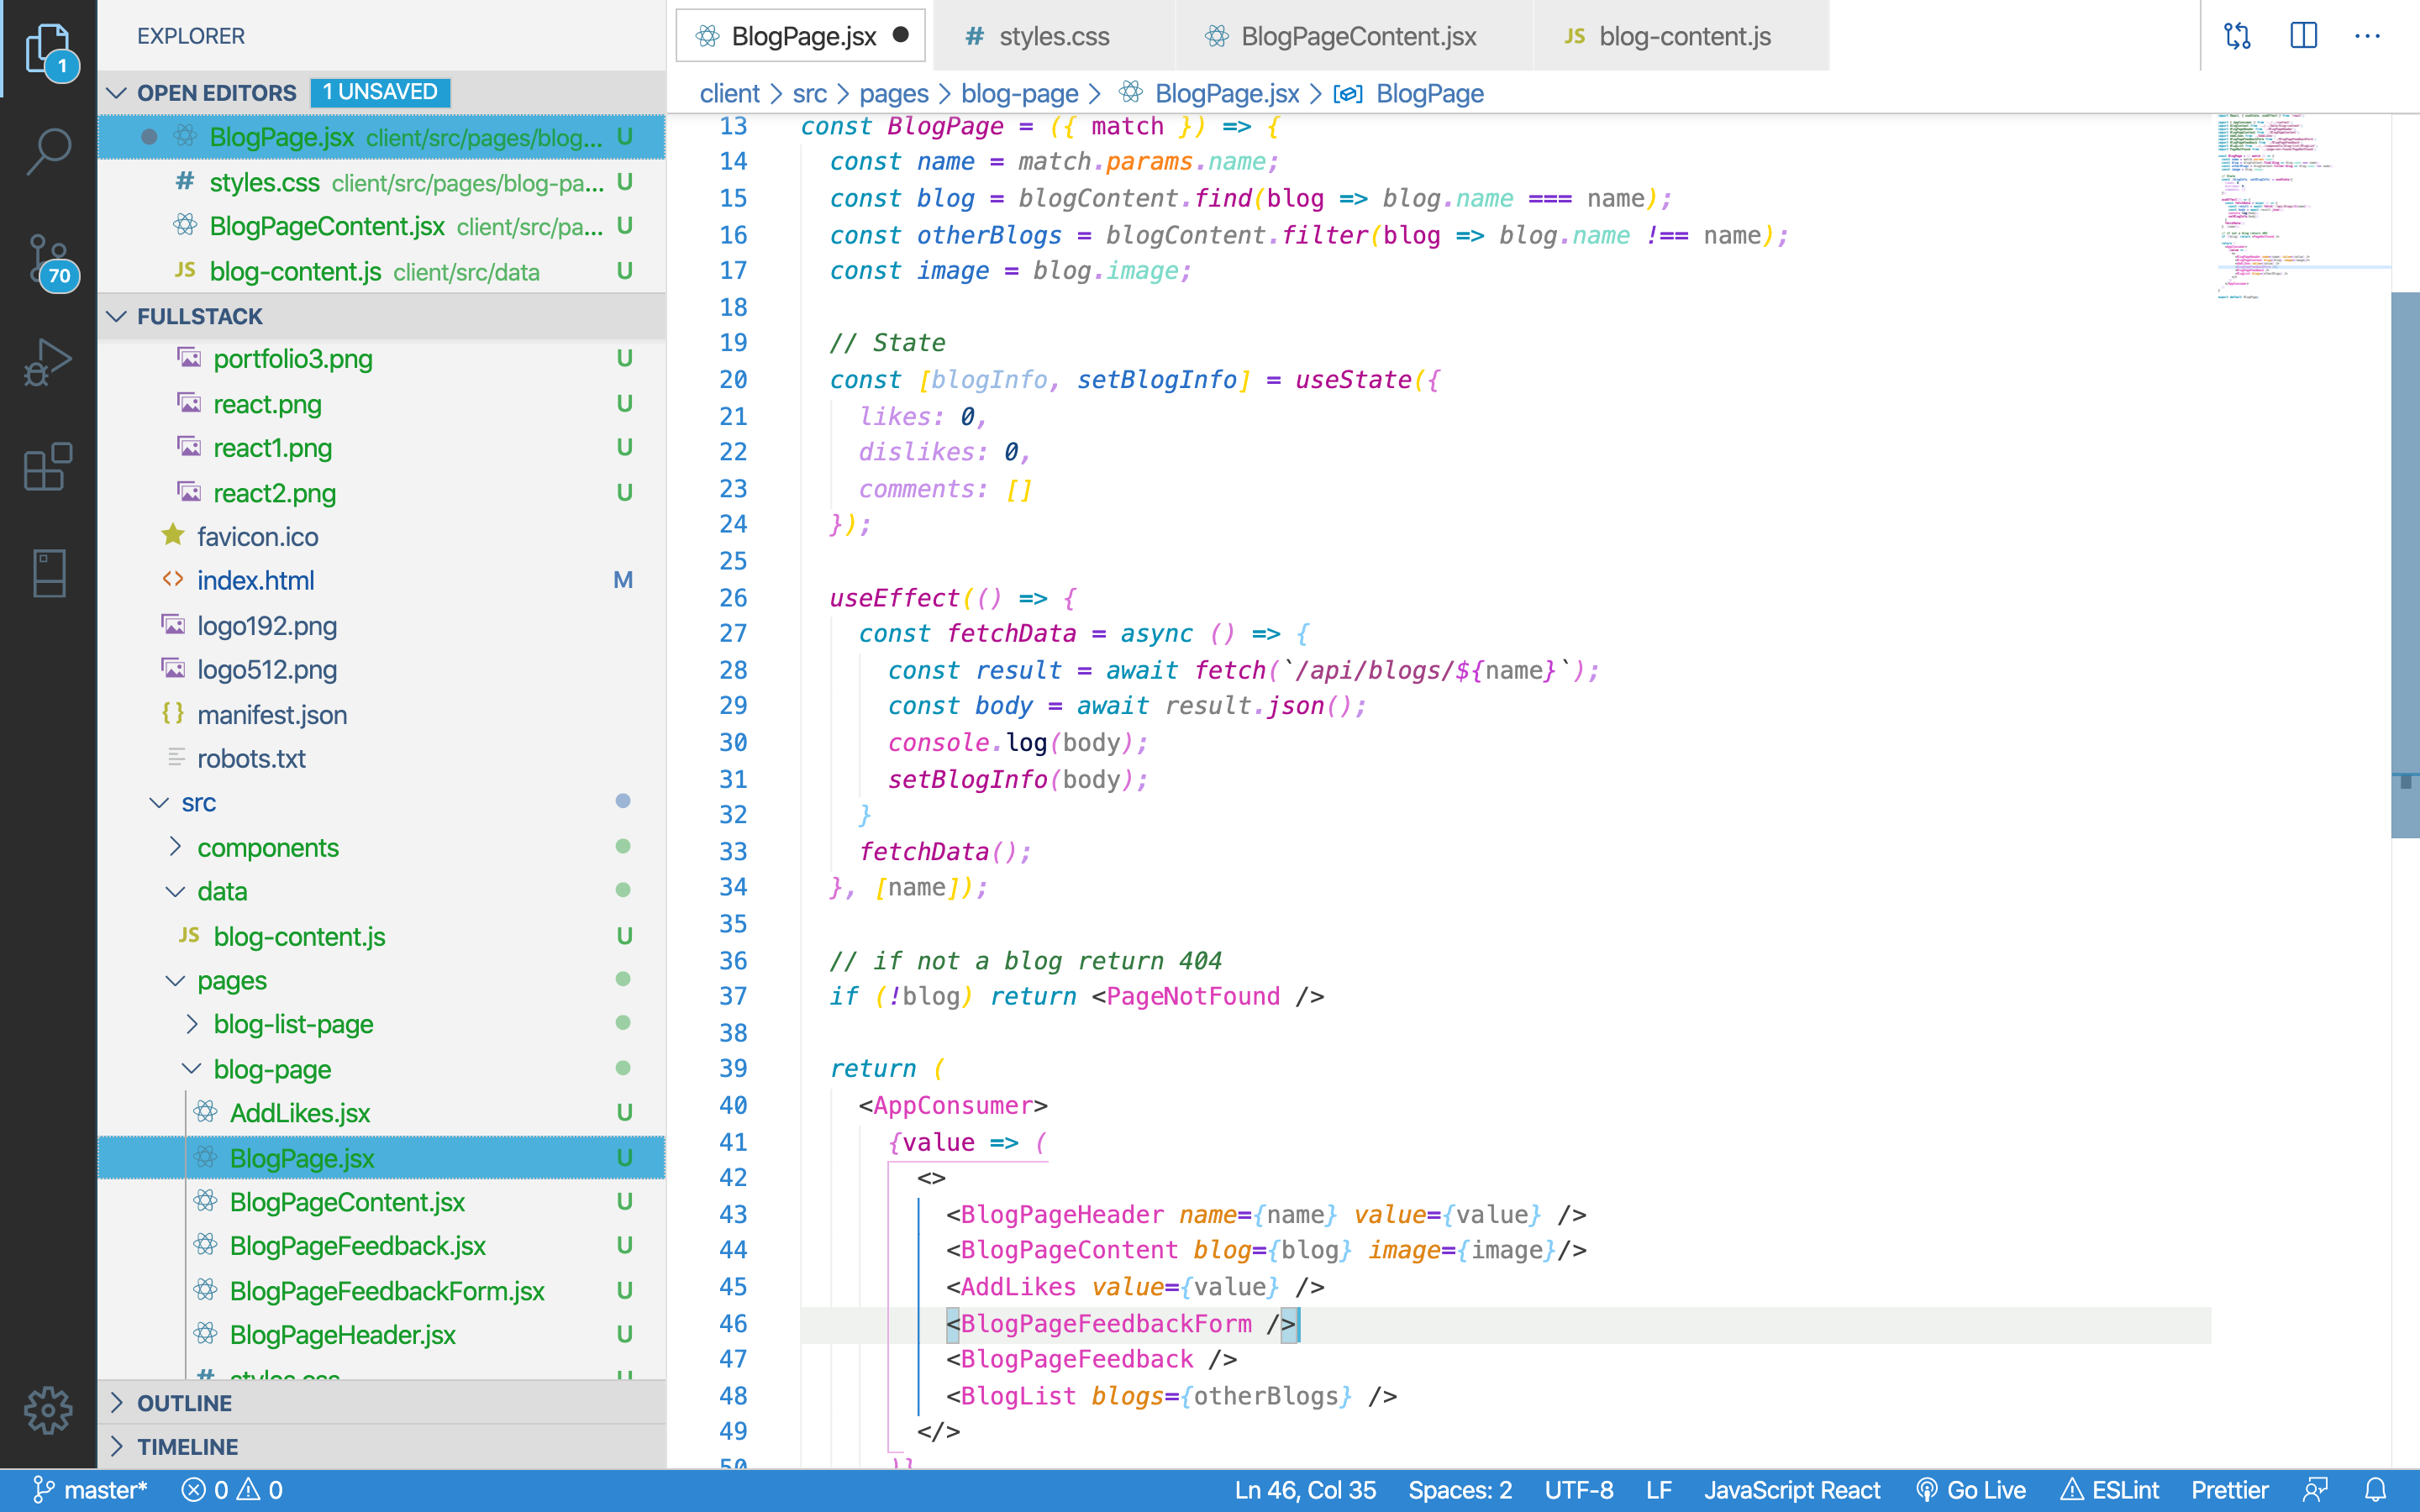 EXPLORER
OPEN EDITORS 1 UNSAVED
BlogPage.jsx client/src/pages/blog... U
# styles.css client/src/pages/blog-pa... U
BlogPageContent.jsx client/src/pa... U
JS blog-content.js client/src/data U
FULLSTACK
portfolio3.png U
react.png U
react1.png U
react2.png U
favicon.ico
<> index.html M
logo192.png
logo512.png
{} manifest.json
robots.txt
src
components
data
JS blog-content.js U
pages
blog-list-page
blog-page
AddLikes.jsx U
BlogPage.jsx U
BlogPageContent.jsx U
BlogPageFeedback.jsx U
BlogPageFeedbackForm.jsx U
BlogPageHeader.jsx U
# styles.css U
OUTLINE
TIMELINE
1
70
BlogPage.jsx
# styles.css
BlogPageContent.jsx
JS blog-content.js
client > src > pages > blog-page > BlogPage.jsx > BlogPage
13 const BlogPage = ({ match }) => {
14 const name = match.params.name;
15 const blog = blogContent.find(blog => blog.name === name);
16 const otherBlogs = blogContent.filter(blog => blog.name !== name);
17 const image = blog.image;
18
19 // State
20 const [blogInfo, setBlogInfo] = useState({
21 likes: 0,
22 dislikes: 0,
23 comments: []
24 });
25
26 useEffect(() => {
27 const fetchData = async () => {
28 const result = await fetch(`/api/blogs/${name}`);
29 const body = await result.json();
30 console.log(body);
31 setBlogInfo(body);
32 }
33 fetchData();
34 }, [name]);
35
36 // if not a blog return 404
37 if (!blog) return <PageNotFound />
38
39 return (
40 <AppConsumer>
41 {value => (
42 <>
43 <BlogPageHeader name={name} value={value} />
44 <BlogPageContent blog={blog} image={image}/>
45 <AddLikes value={value} />
46 <BlogPageFeedbackForm />
47 <BlogPageFeedback />
48 <BlogList blogs={otherBlogs} />
49 </>
50 )}
master* 0 0 Ln 46, Col 35 Spaces: 2 UTF-8 LF JavaScript React Go Live ESLint Prettier